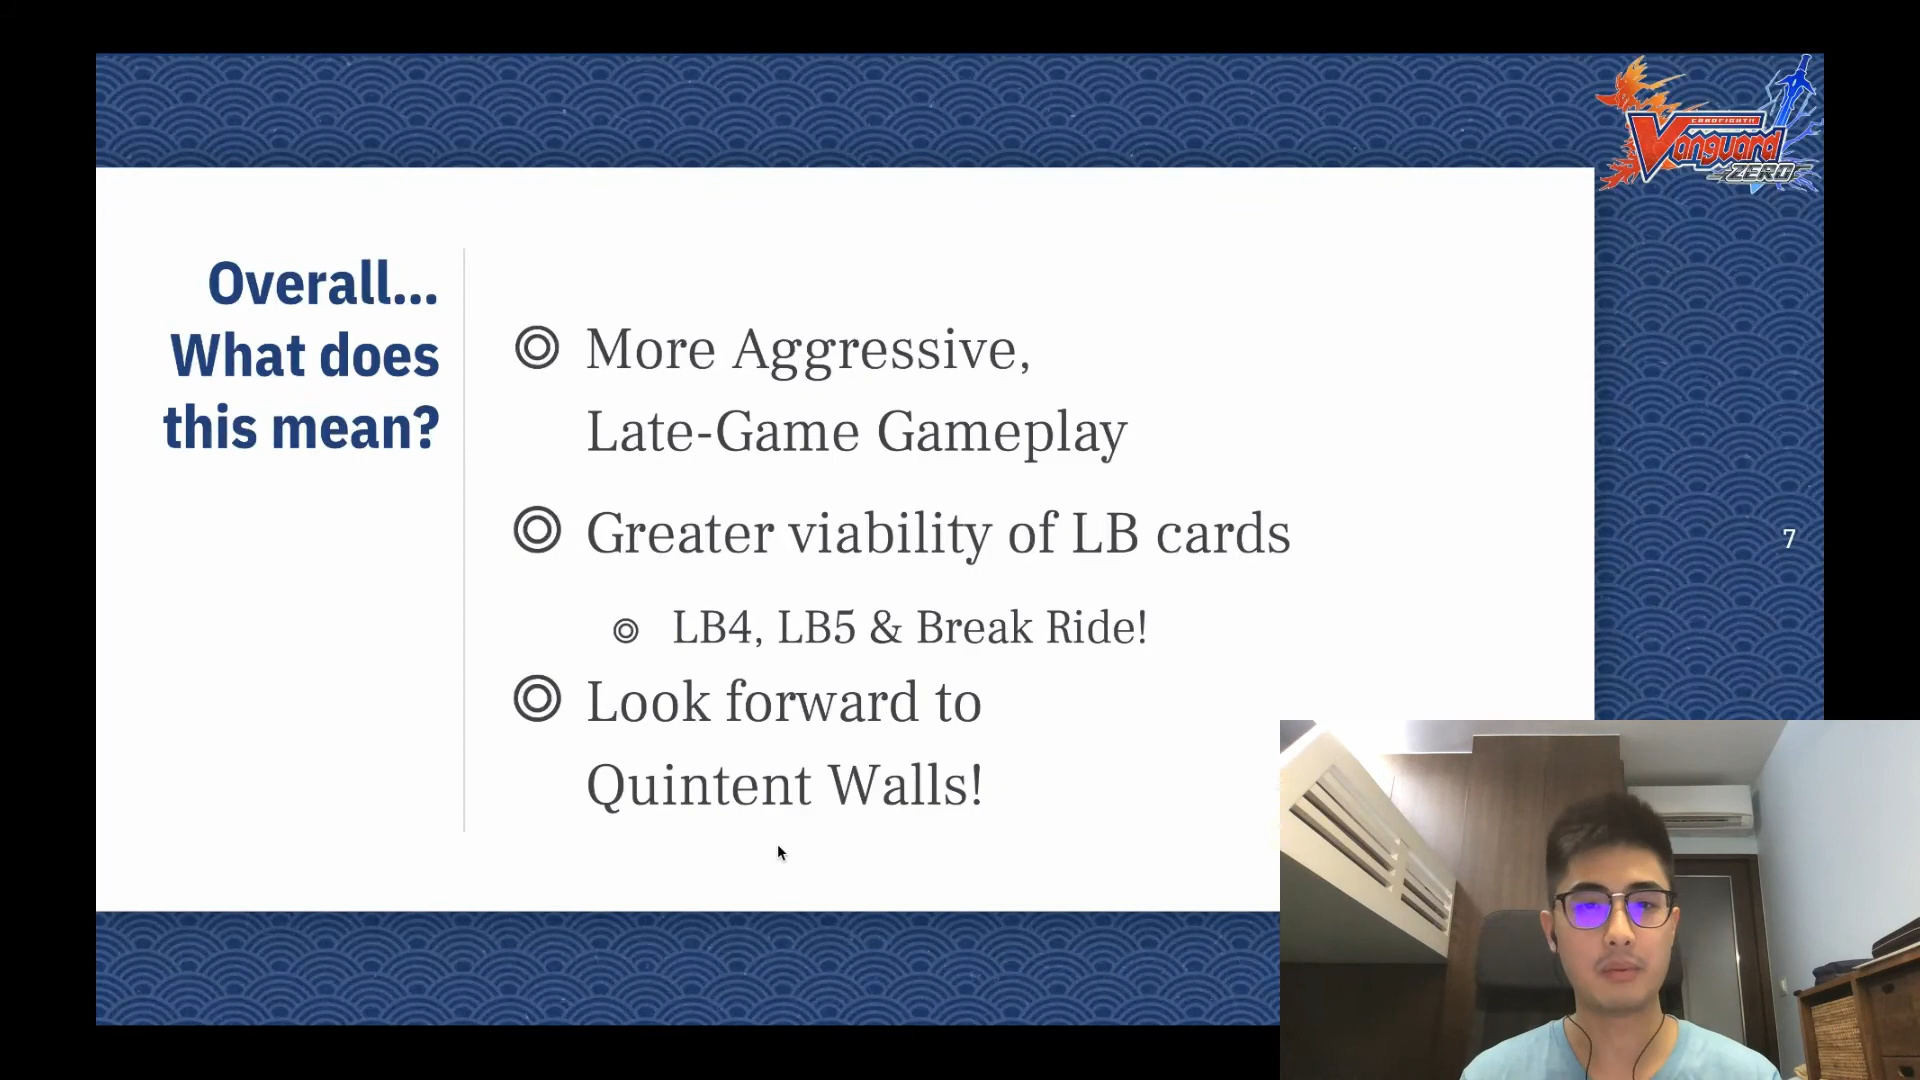 CARDFIGHT!!
Vanguard
ZERO
Overall...
What does
this mean?
More Aggressive,
Late-Game Gameplay
Greater viability of LB cards
LB4, LB5 & Break Ride!
Look forward to
Quintent Walls!
7